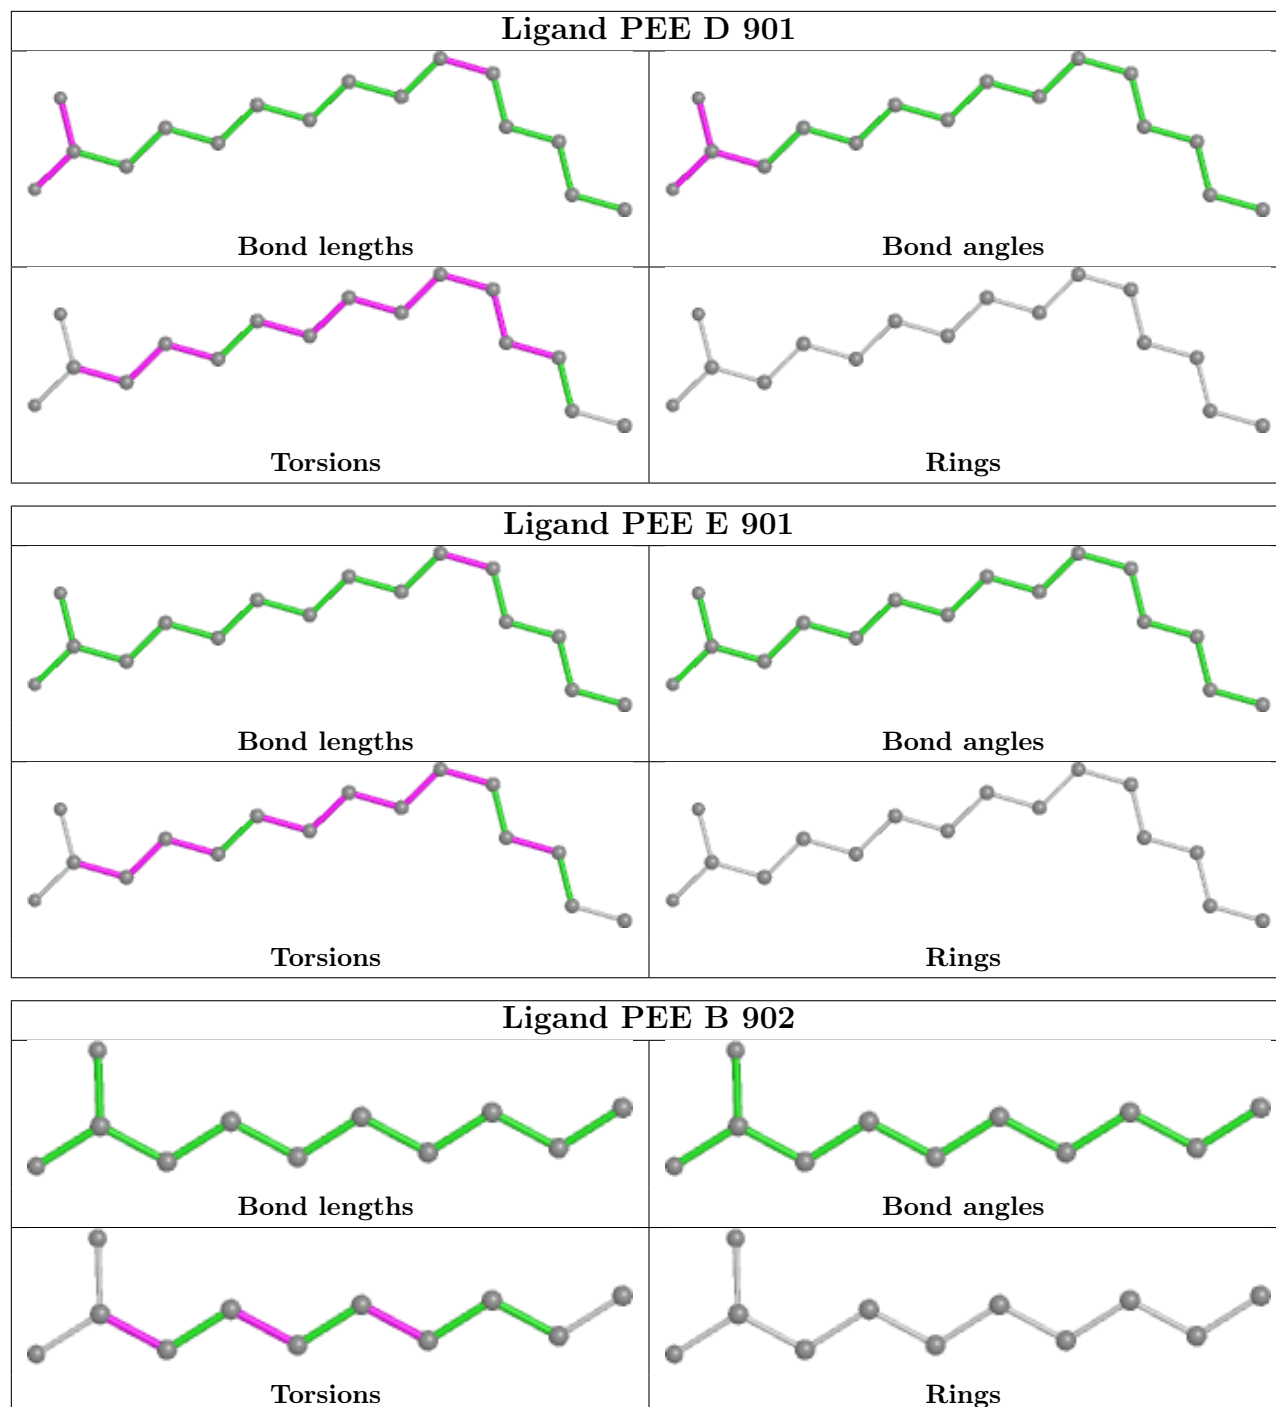 Ligand PEE D 901
Bond lengths
Bond angles
Torsions
Rings
Ligand PEE E 901
Bond lengths
Bond angles
Torsions
Rings
Ligand PEE B 902
Bond lengths
Bond angles
Torsions
Rings